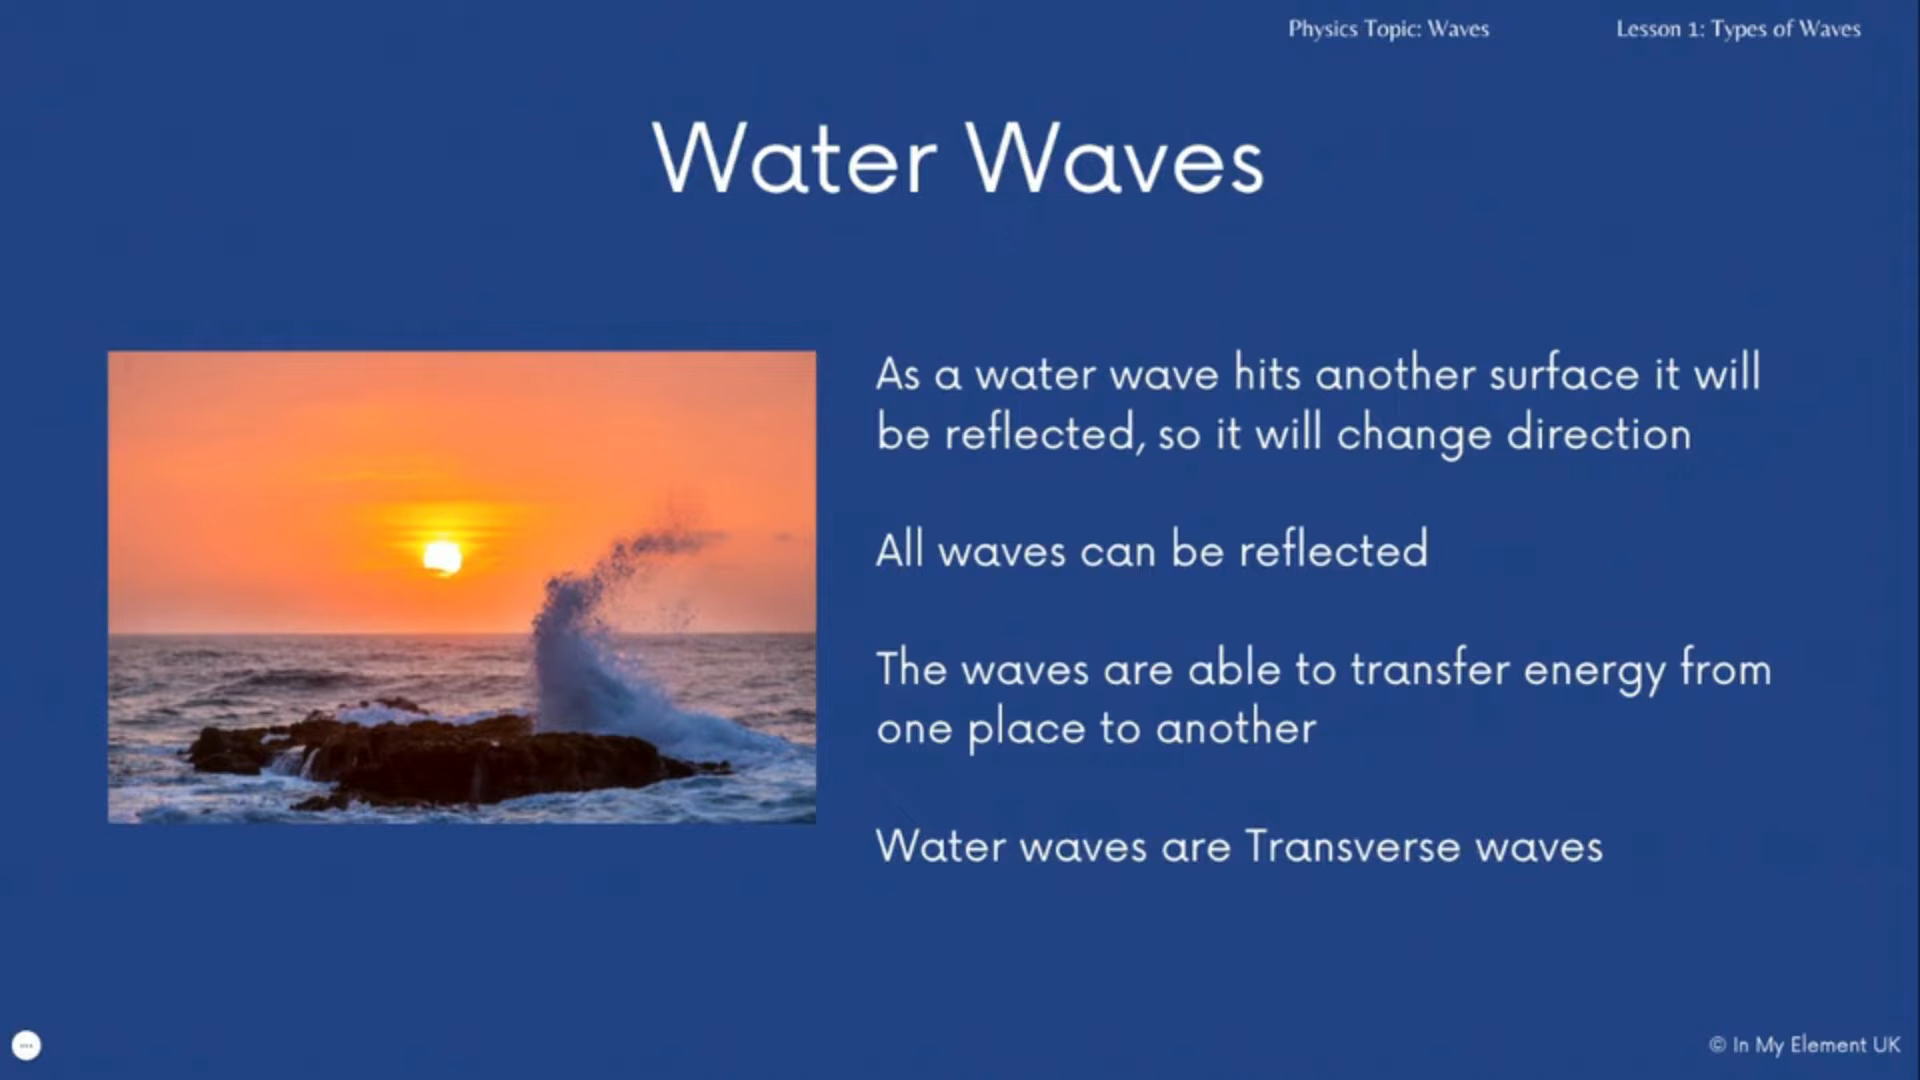 Physics Topic: Waves
Lesson 1: Types of Waves
Water Waves
As a water wave hits another surface it will
be reflected, so it will change direction
All waves can be reflected
The waves are able to transfer energy from
one place to another
Water waves are Transverse waves
© In My Element UK